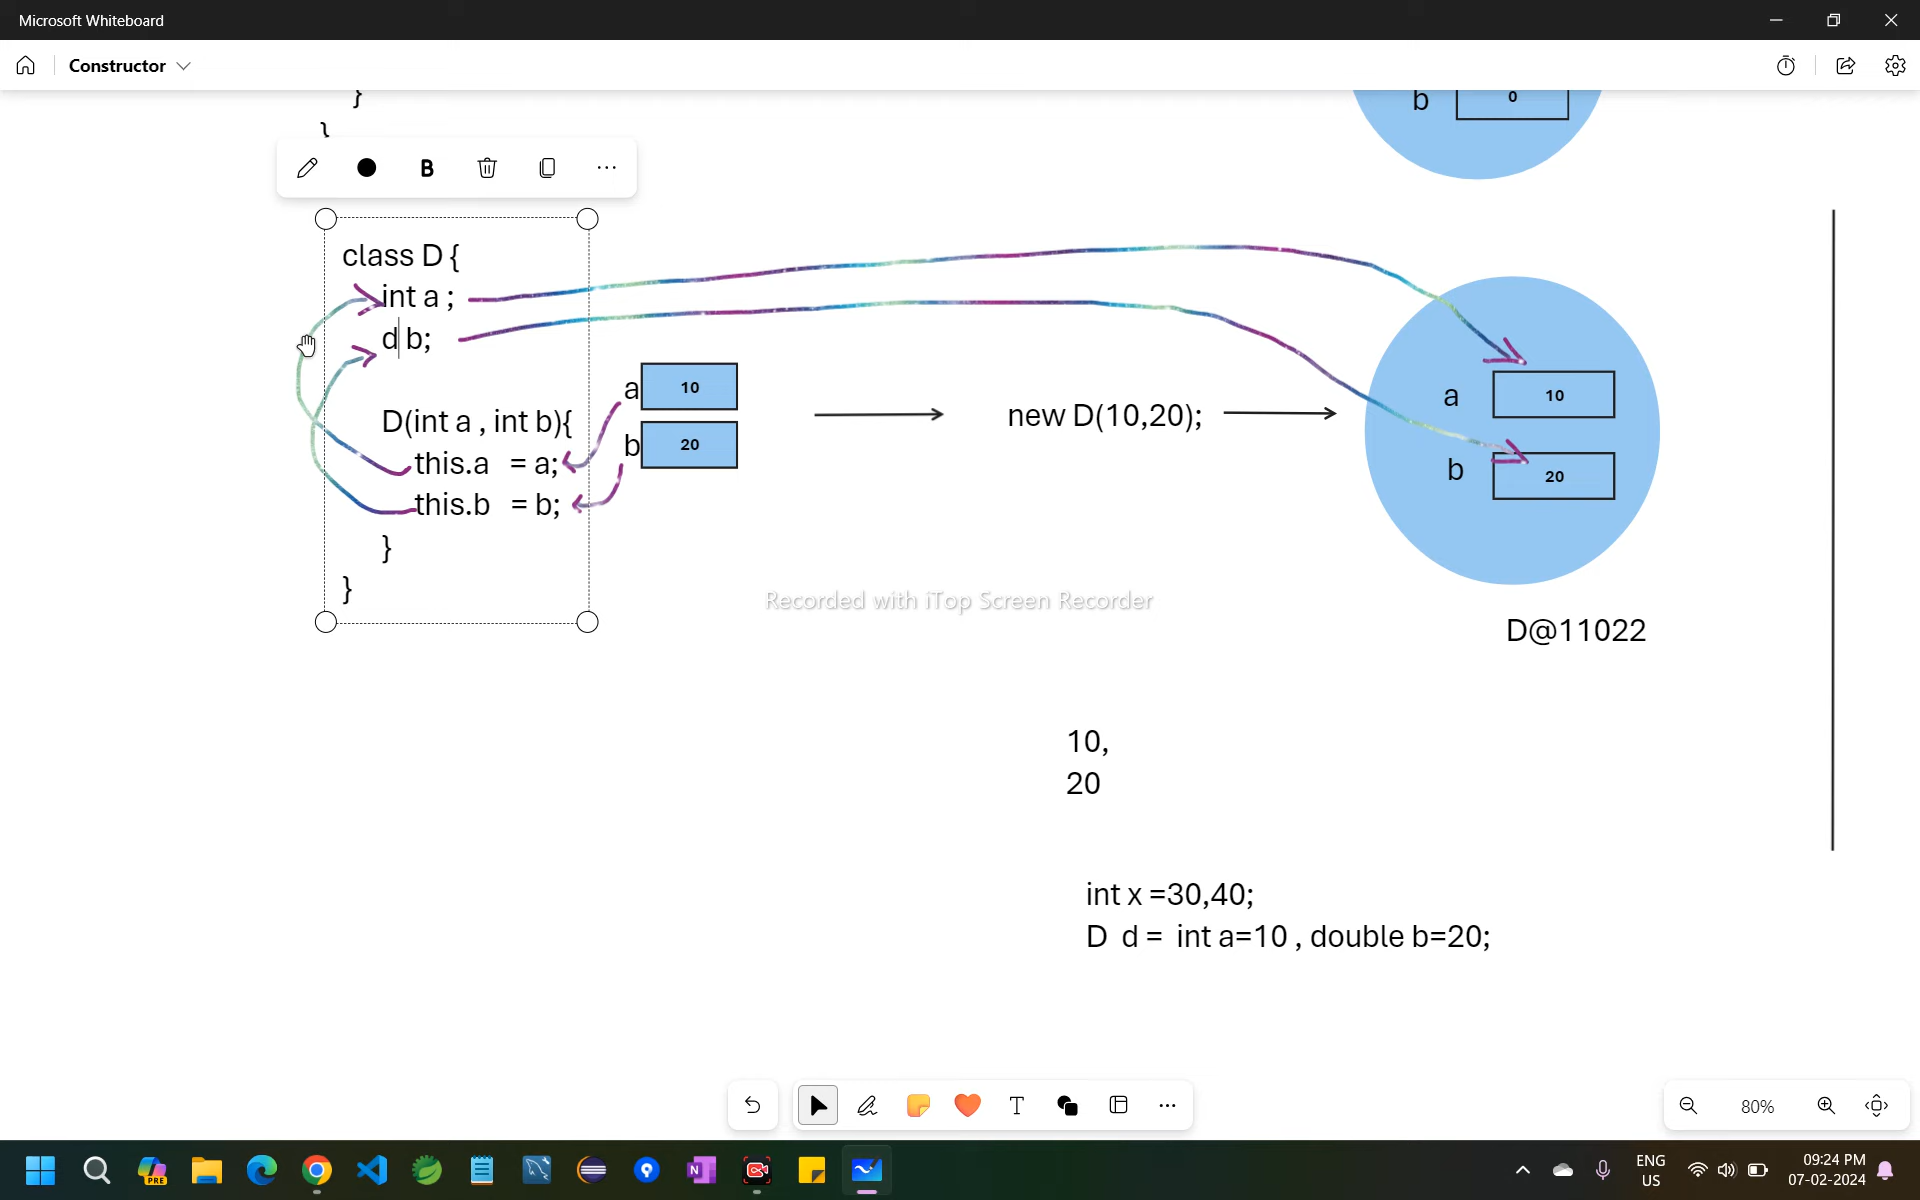 Microsoft Whiteboard
Constructor
}
}
b 0
B
class D {
int a ;
d b;
D(int a , int b){
this.a = a;
this.b = b;
}
}
a 10
b 20
new D(10,20);
a 10
b 20
D@11022
Recorded with iTop Screen Recorder
10,
20
int x =30,40;
D d = int a=10 , double b=20;
T
80%
PRE
N
ENG
US
09:24 PM
07-02-2024